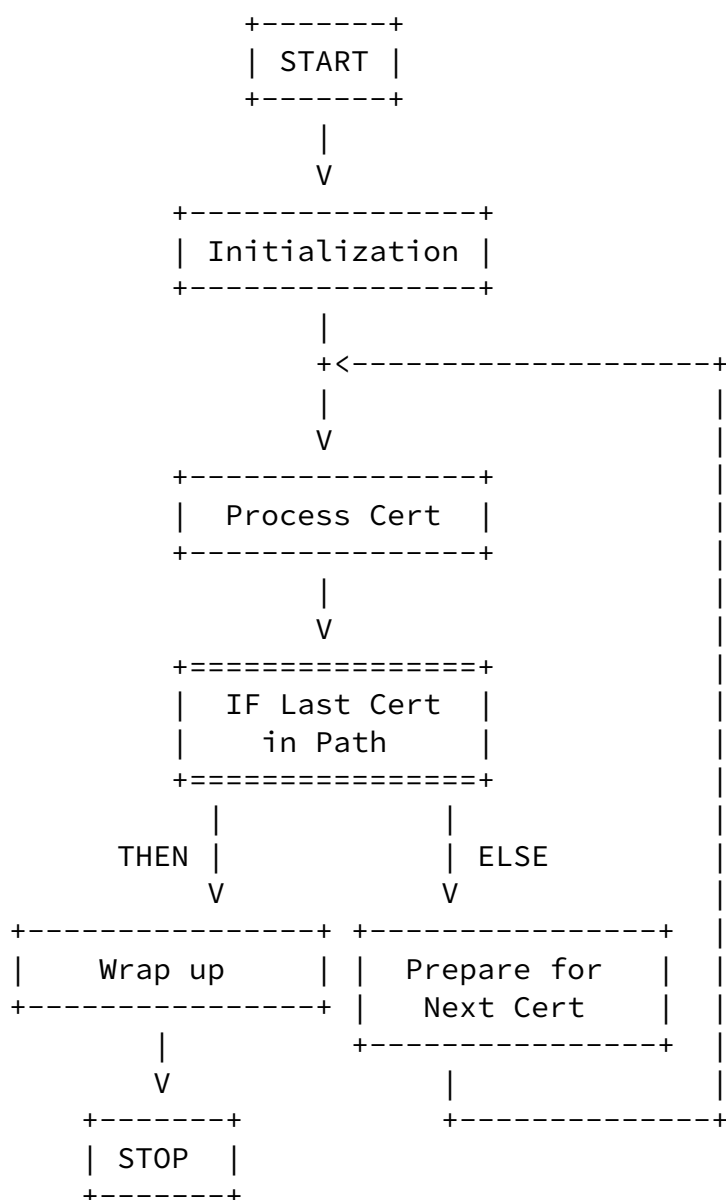 START
Initialization
Process Cert
IF Last Cert
in Path
THEN ELSE
Wrap up Prepare for
Next Cert
STOP